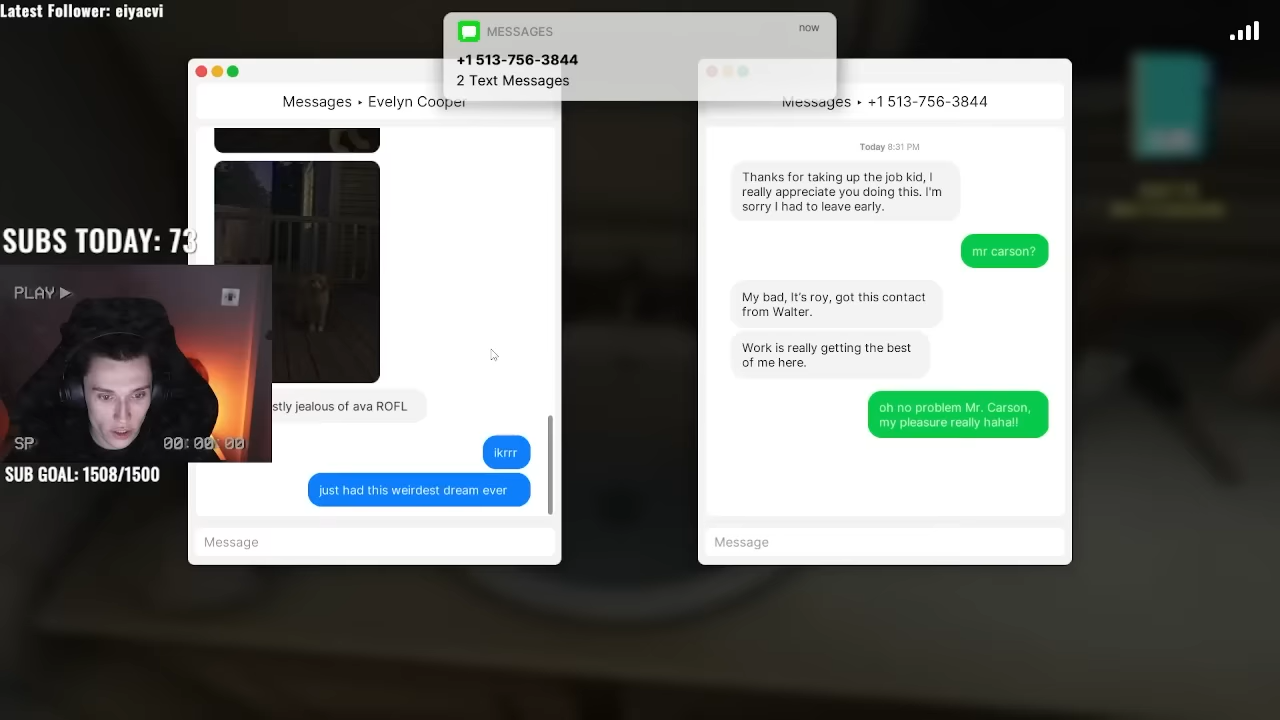 Latest Follower: eiyacvi
MESSAGES
now
+1 513-756-3844
2 Text Messages
Messages ‣ Evelyn Cooper
stly jealous of ava ROFL
ikrrr
just had this weirdest dream ever
Message
Messages ‣ +1 513-756-3844
Today 8:31 PM
Thanks for taking up the job kid, I
really appreciate you doing this. I'm
sorry I had to leave early.
mr carson?
My bad, It's roy, got this contact
from Walter.
Work is really getting the best
of me here.
oh no problem Mr. Carson,
my pleasure really haha!!
Message
SUBS TODAY: 73
PLAY
SP
00:00:00
SUB GOAL: 1508/1500